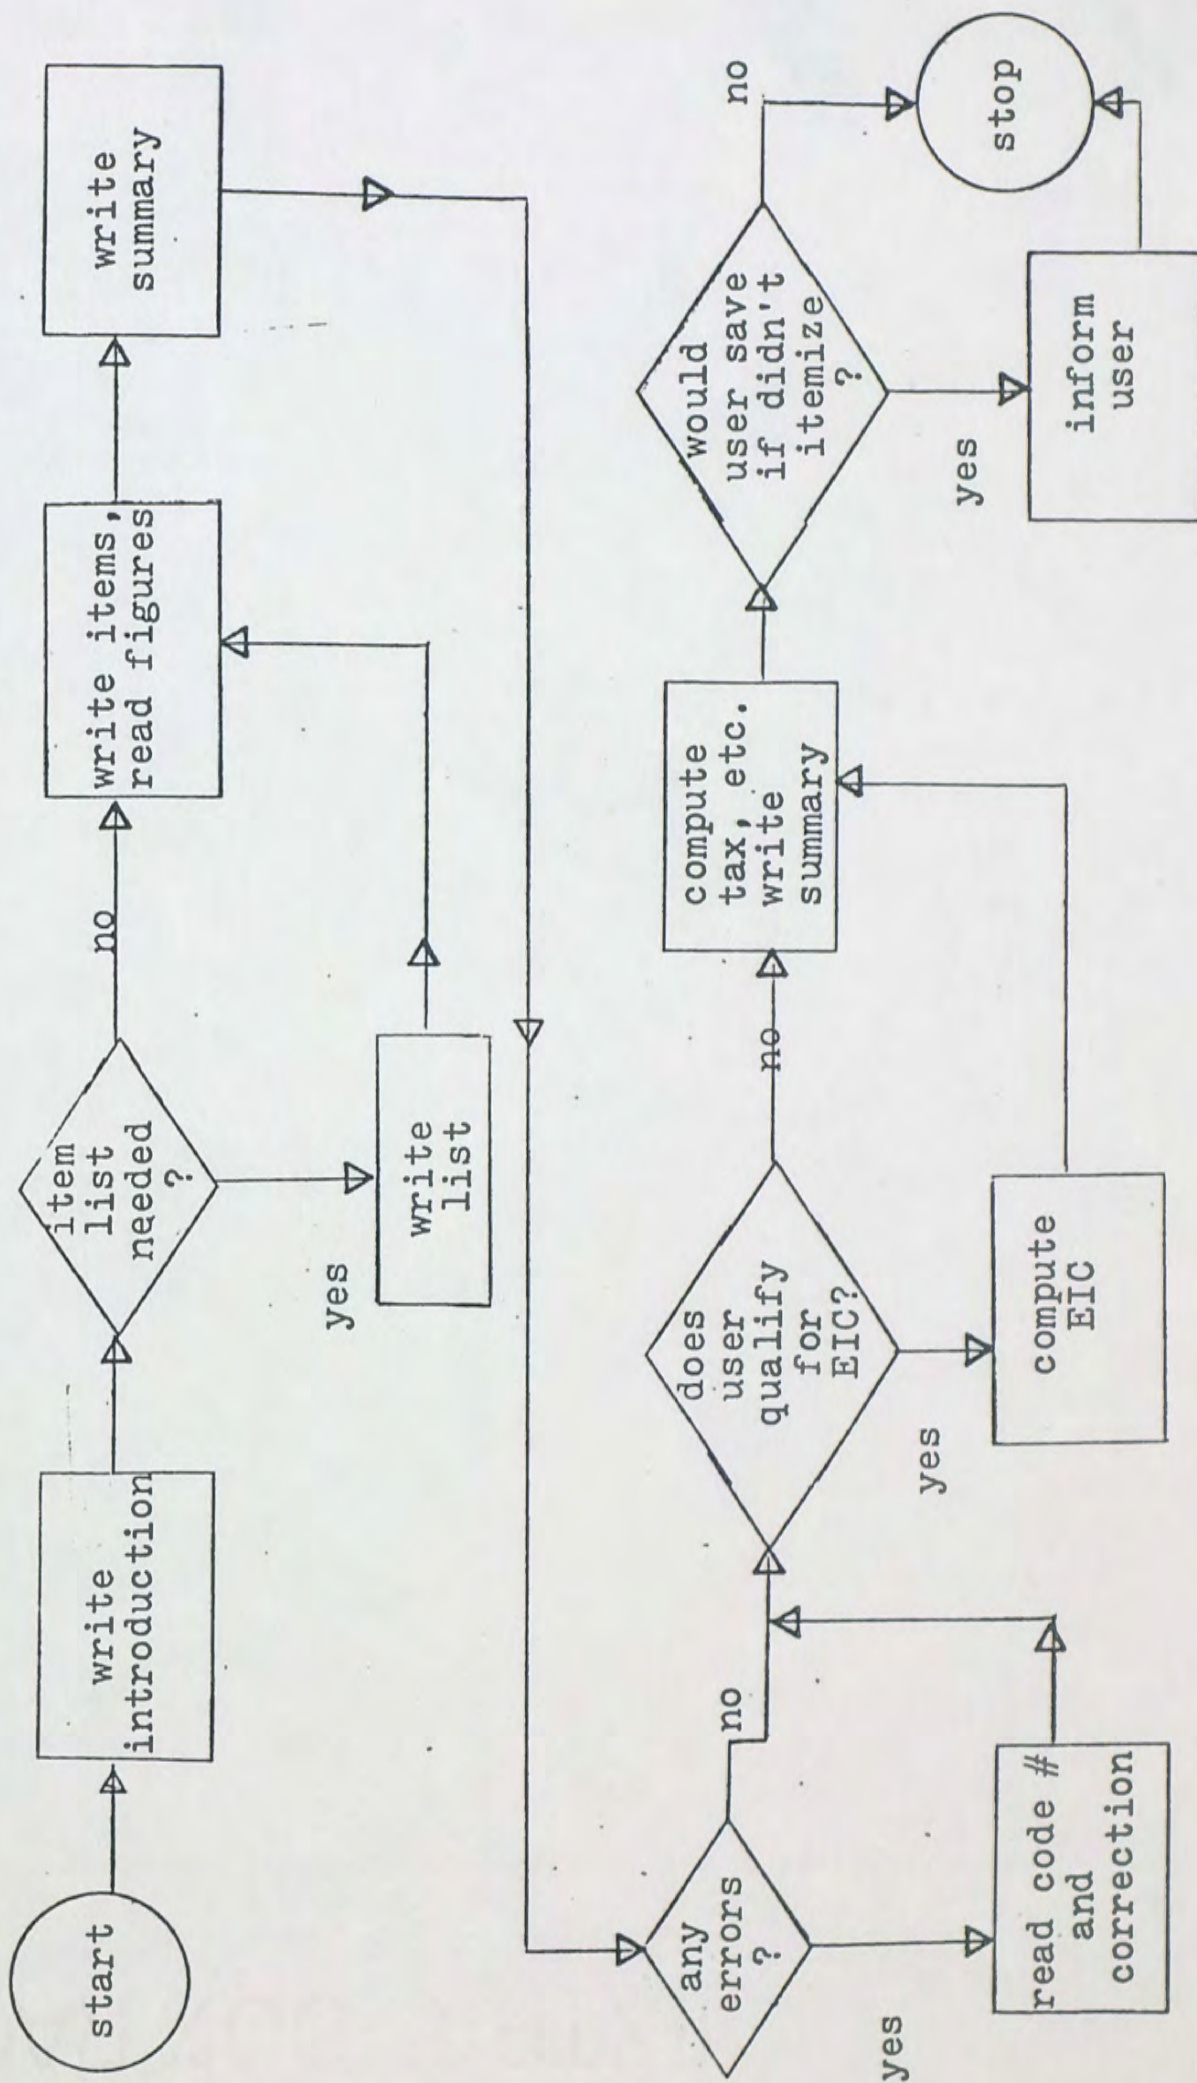 start
write
introduction
item
list
needed
?
no
yes
write
list
write items,
read figures
write
summary
any
errors
?
no
yes
read code #
and
correction
does
user
qualify
for
EIC?
no
yes
compute
EIC
compute
tax, etc.
write
summary
would
user save
if didn't
itemize
?
no
yes
inform
user
stop